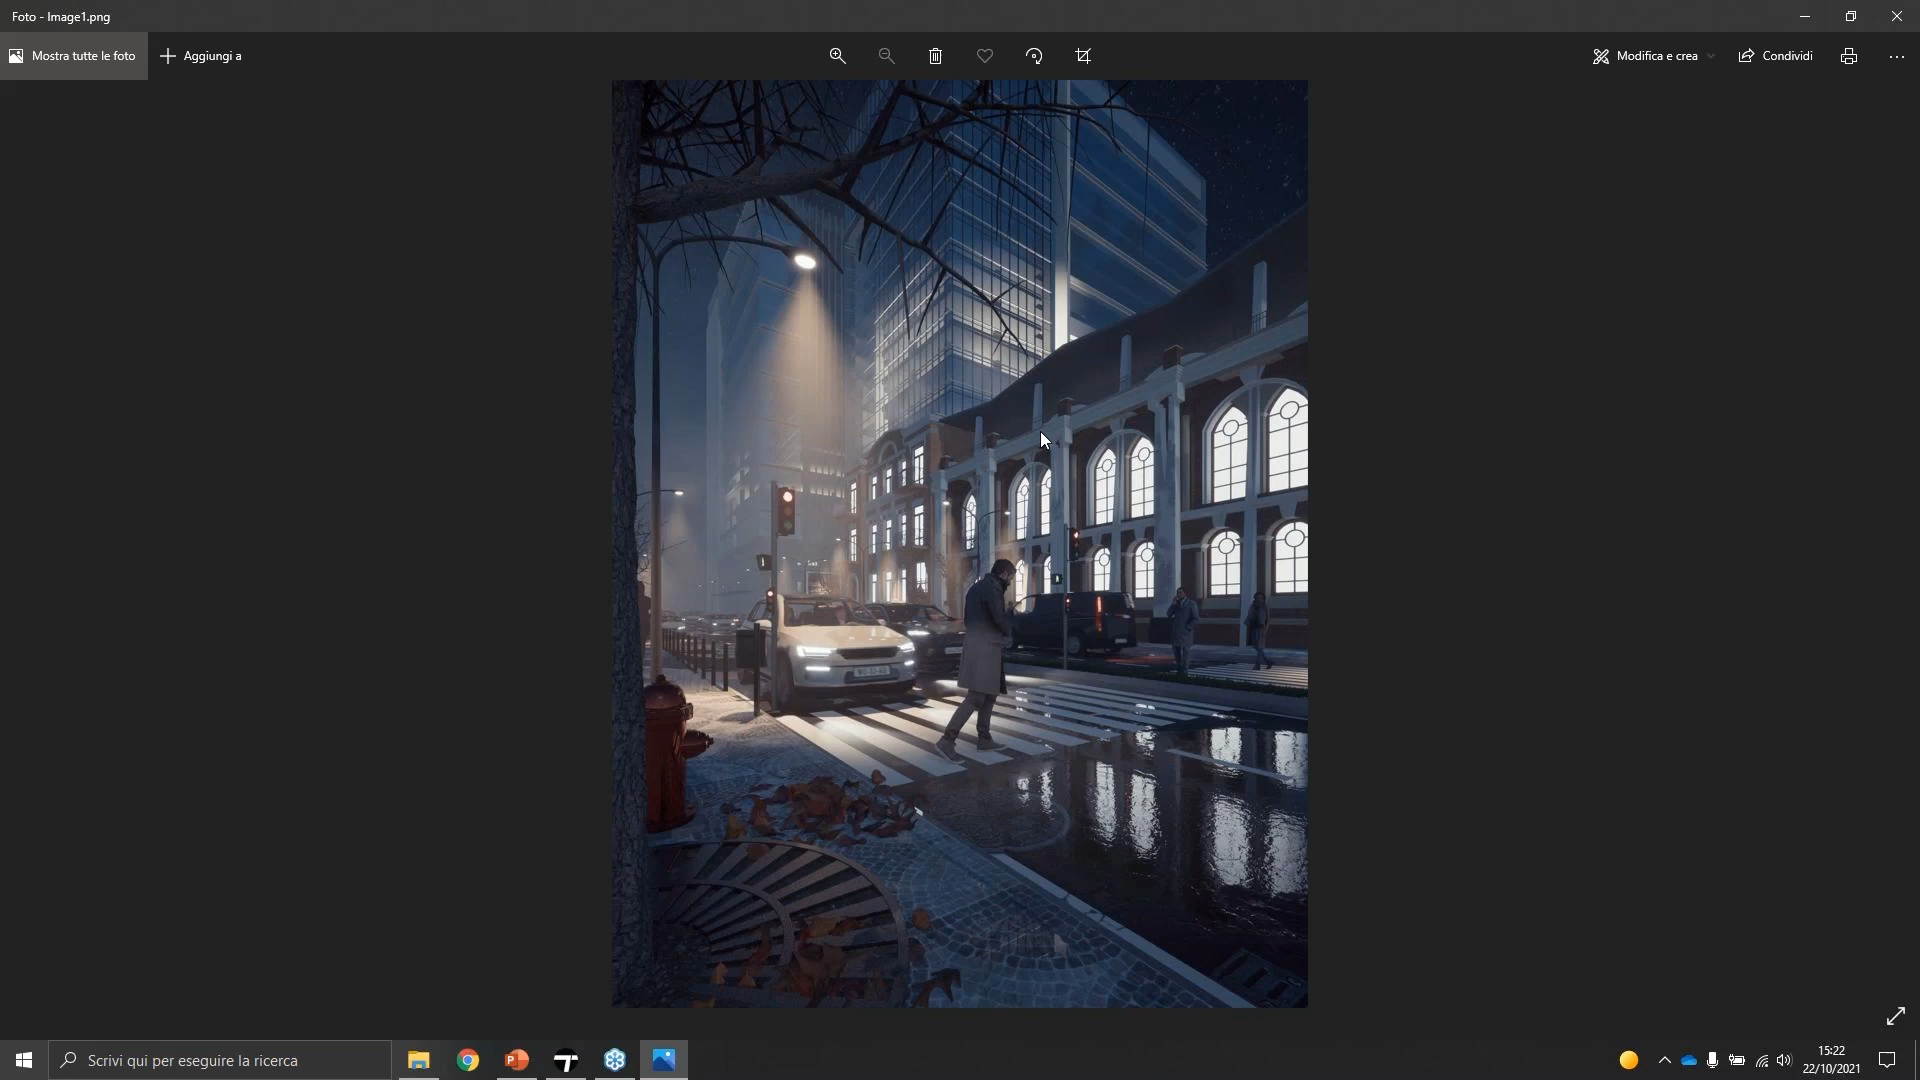 Foto - Image1.png
Mostra tutte le foto
Aggiungi a
Modifica e crea
Condividi
Scrivi qui per eseguire la ricerca
15:22
22/10/2021